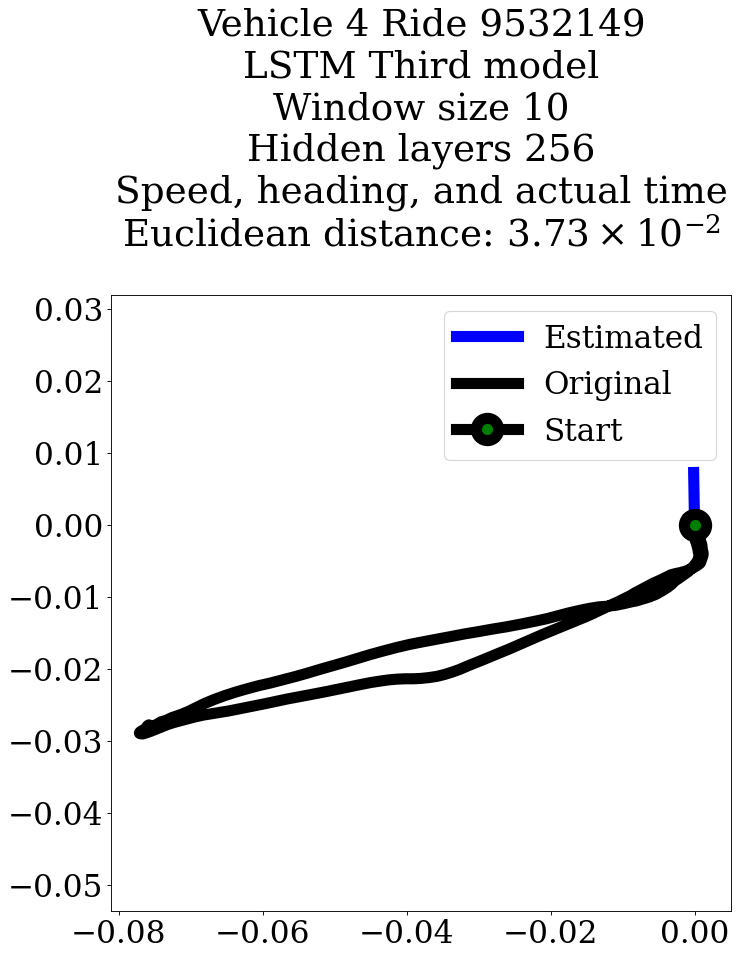 Vehicle 4 Ride 9532149
LSTM Third model
Window size 10
Hidden layers 256
Speed, heading, and actual time
Euclidean distance: 3.73 × 10⁻²
0.03
Estimated
0.02
Original
0.01
Start
0.00
−0.01
−0.02
−0.03
−0.04
−0.05
−0.08 −0.06 −0.04 −0.02 0.00